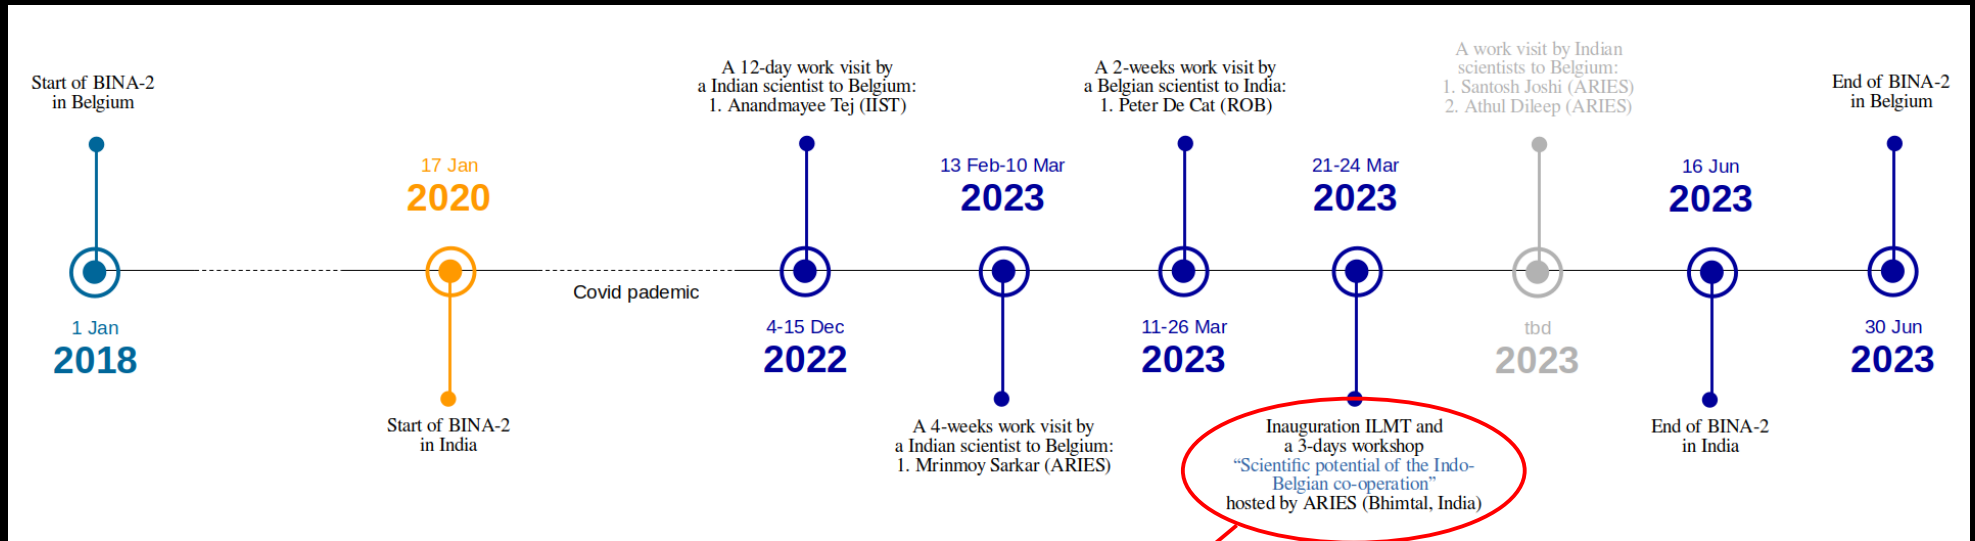 Start of BINA-2
in Belgium
1 Jan
2018
17 Jan
2020
Start of BINA-2
in India
Covid pademic
A 12-day work visit by
a Indian scientist to Belgium:
1. Anandmayee Tej (IIST)
4-15 Dec
2022
13 Feb-10 Mar
2023
A 4-weeks work visit by
a Indian scientist to Belgium:
1. Mrinmoy Sarkar (ARIES)
A 2-weeks work visit by
a Belgian scientist to India:
1. Peter De Cat (ROB)
11-26 Mar
2023
21-24 Mar
2023
Inauguration ILMT and
a 3-days workshop
“Scientific potential of the Indo-
Belgian co-operation”
hosted by ARIES (Bhimtal, India)
A work visit by Indian
scientists to Belgium:
1. Santosh Joshi (ARIES)
2. Athul Dileep (ARIES)
tbd
2023
16 Jun
2023
End of BINA-2
in India
End of BINA-2
in Belgium
30 Jun
2023